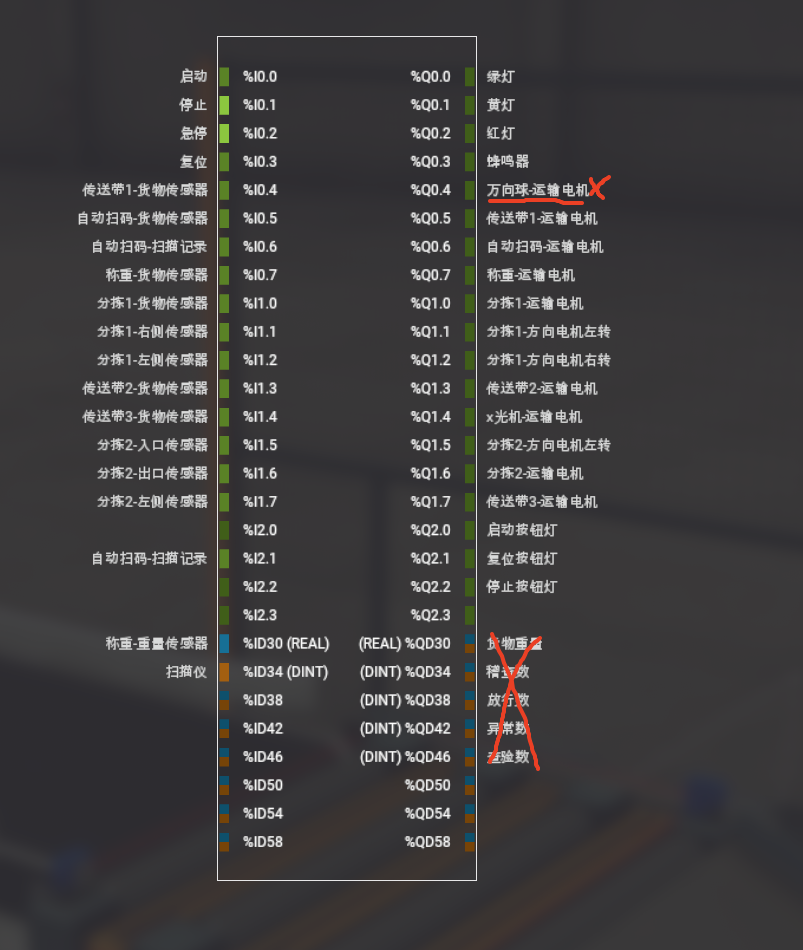 启动 %I0.0 %Q0.0 绿灯
停止 %I0.1 %Q0.1 黄灯
急停 %I0.2 %Q0.2 红灯
复位 %I0.3 %Q0.3 蜂鸣器
传送带1-货物传感器 %I0.4 %Q0.4 万向球-运输电机
自动扫码-货物传感器 %I0.5 %Q0.5 传送带1-运输电机
自动扫码-扫描记录 %I0.6 %Q0.6 自动扫码-运输电机
称重-货物传感器 %I0.7 %Q0.7 称重-运输电机
分拣1-货物传感器 %I1.0 %Q1.0 分拣1-运输电机
分拣1-右侧传感器 %I1.1 %Q1.1 分拣1-方向电机左转
分拣1-左侧传感器 %I1.2 %Q1.2 分拣1-方向电机右转
传送带2-货物传感器 %I1.3 %Q1.3 传送带2-运输电机
传送带3-货物传感器 %I1.4 %Q1.4 x光机-运输电机
分拣2-入口传感器 %I1.5 %Q1.5 分拣2-方向电机左转
分拣2-出口传感器 %I1.6 %Q1.6 分拣2-运输电机
分拣2-左侧传感器 %I1.7 %Q1.7 传送带3-运输电机
%I2.0 %Q2.0 启动按钮灯
自动扫码-扫描记录 %I2.1 %Q2.1 复位按钮灯
%I2.2 %Q2.2 停止按钮灯
%I2.3 %Q2.3
称重-重量传感器 %ID30 (REAL) (REAL) %QD30 货物重量
扫描仪 %ID34 (DINT) (DINT) %QD34 稽查数
%ID38 (DINT) %QD38 放行数
%ID42 (DINT) %QD42 异常数
%ID46 (DINT) %QD46 查验数
%ID50 %QD50
%ID54 %QD54
%ID58 %QD58